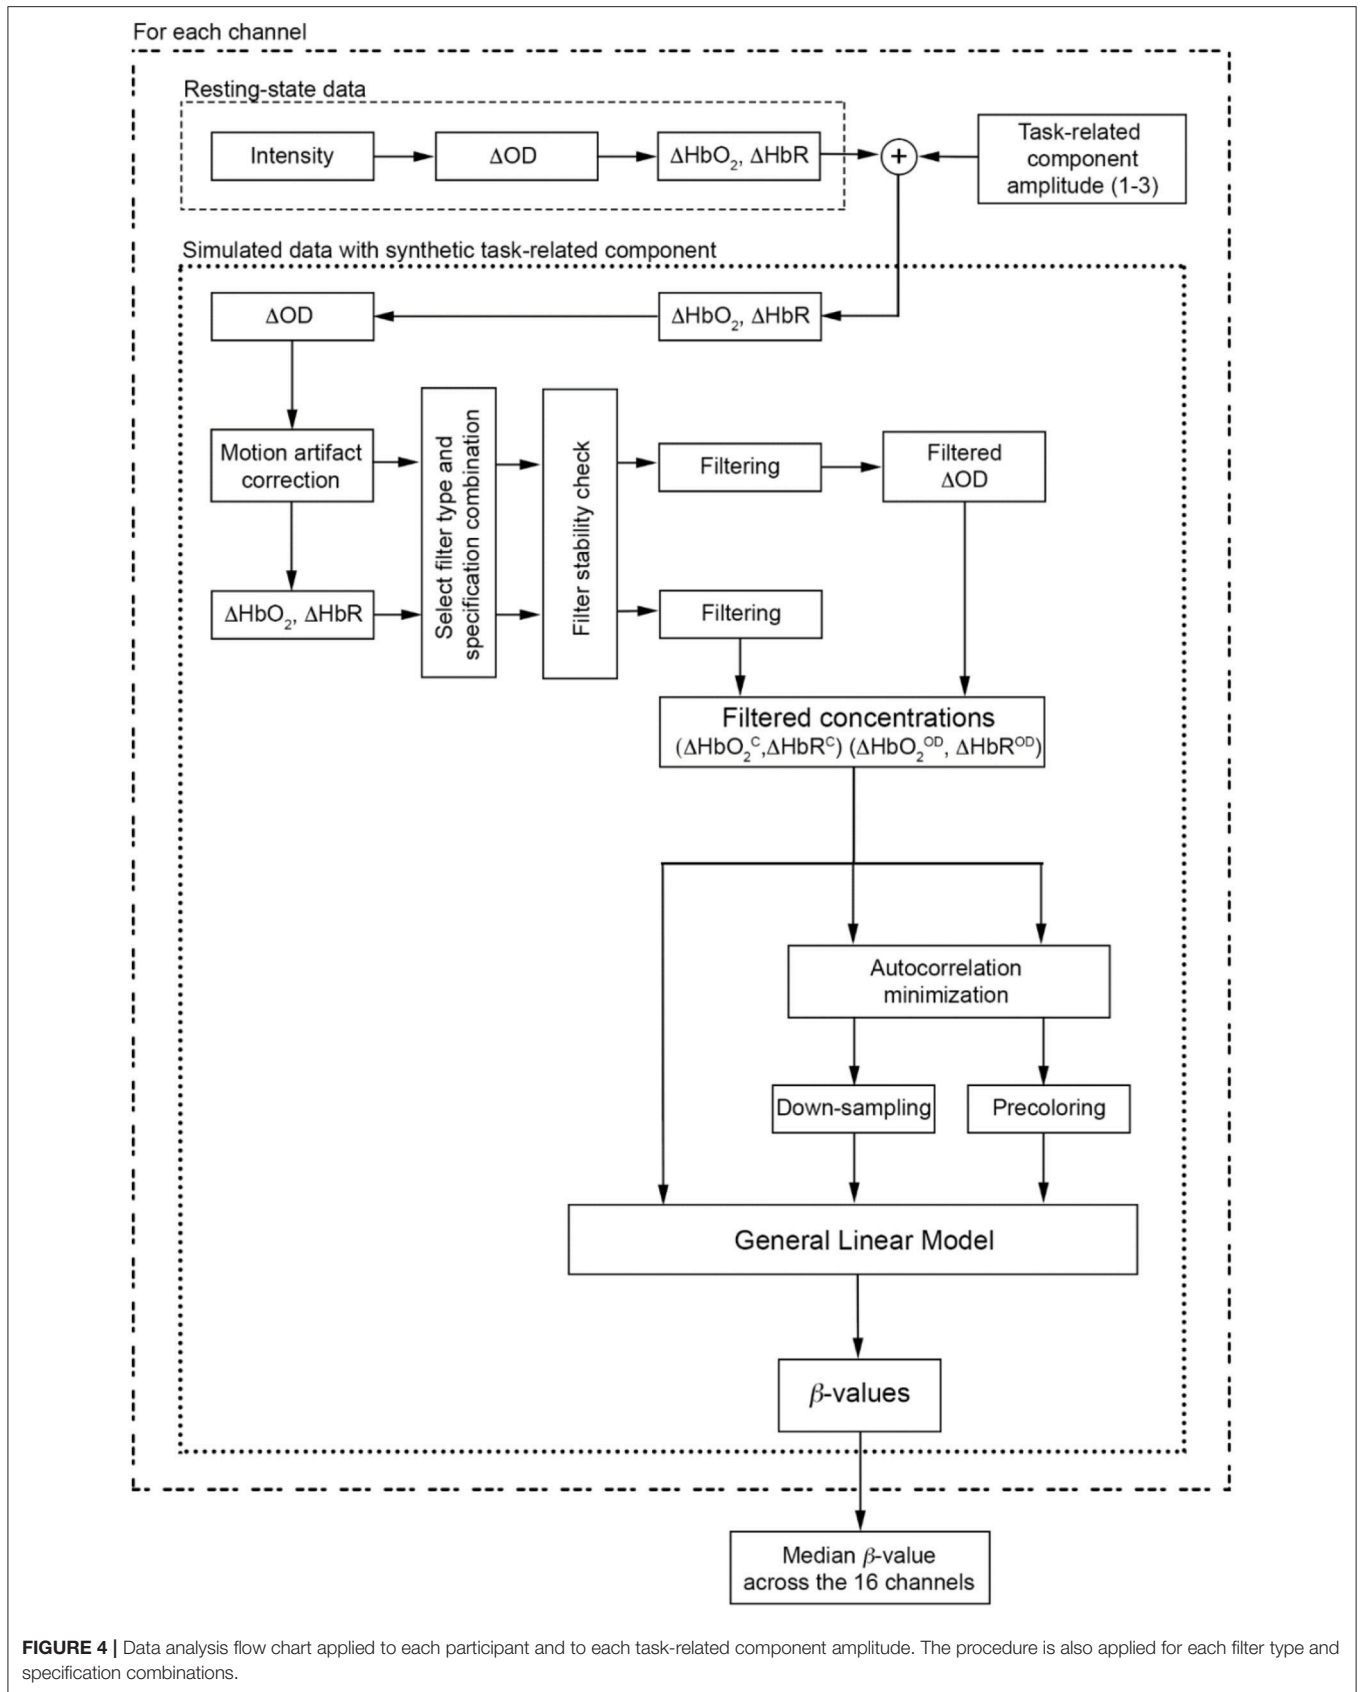 For each channel
Resting-state data
Intensity
ΔOD
ΔHbO₂, ΔHbR
+
Task-related
component
amplitude (1-3)
Simulated data with synthetic task-related component
ΔOD
ΔHbO₂, ΔHbR
Motion artifact
correction
Select filter type and
specification combination
Filter stability check
Filtering
Filtered
ΔOD
ΔHbO₂, ΔHbR
Filtering
Filtered concentrations
(ΔHbO₂ᶜ,ΔHbRᶜ) (ΔHbO₂ᴼᴰ, ΔHbRᴼᴰ)
Autocorrelation
minimization
Down-sampling
Precoloring
General Linear Model
β-values
Median β-value
across the 16 channels
FIGURE 4 | Data analysis flow chart applied to each participant and to each task-related component amplitude. The procedure is also applied for each filter type and
specification combinations.